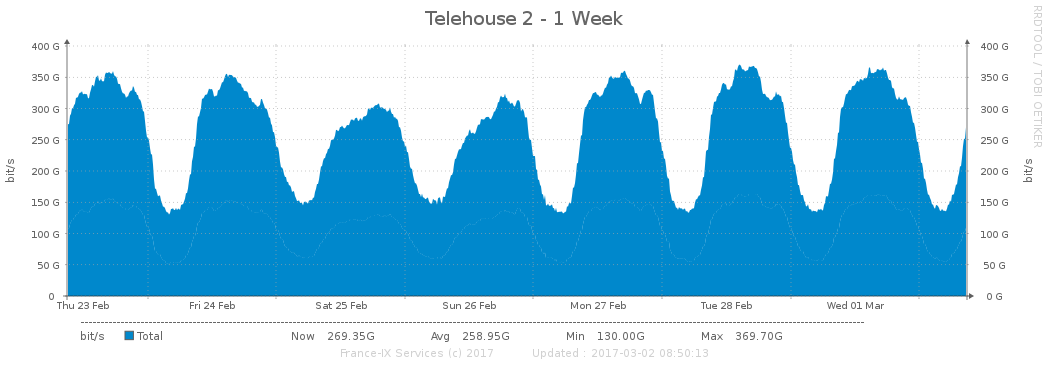 Telehouse 2 - 1 Week
RRDTOOL / TOBI OETIKER
400 G 400 G
350 G 350 G
300 G 300 G
250 G 250 G
200 G 200 G
150 G 150 G
100 G 100 G
50 G 50 G
0 0 G
bit/s bit/s
Thu 23 Feb Fri 24 Feb Sat 25 Feb Sun 26 Feb Mon 27 Feb Tue 28 Feb Wed 01 Mar
bit/s Total Now 269.35G Avg 258.95G Min 130.00G Max 369.70G
France-IX Services (c) 2017 Updated : 2017-03-02 08:50:13